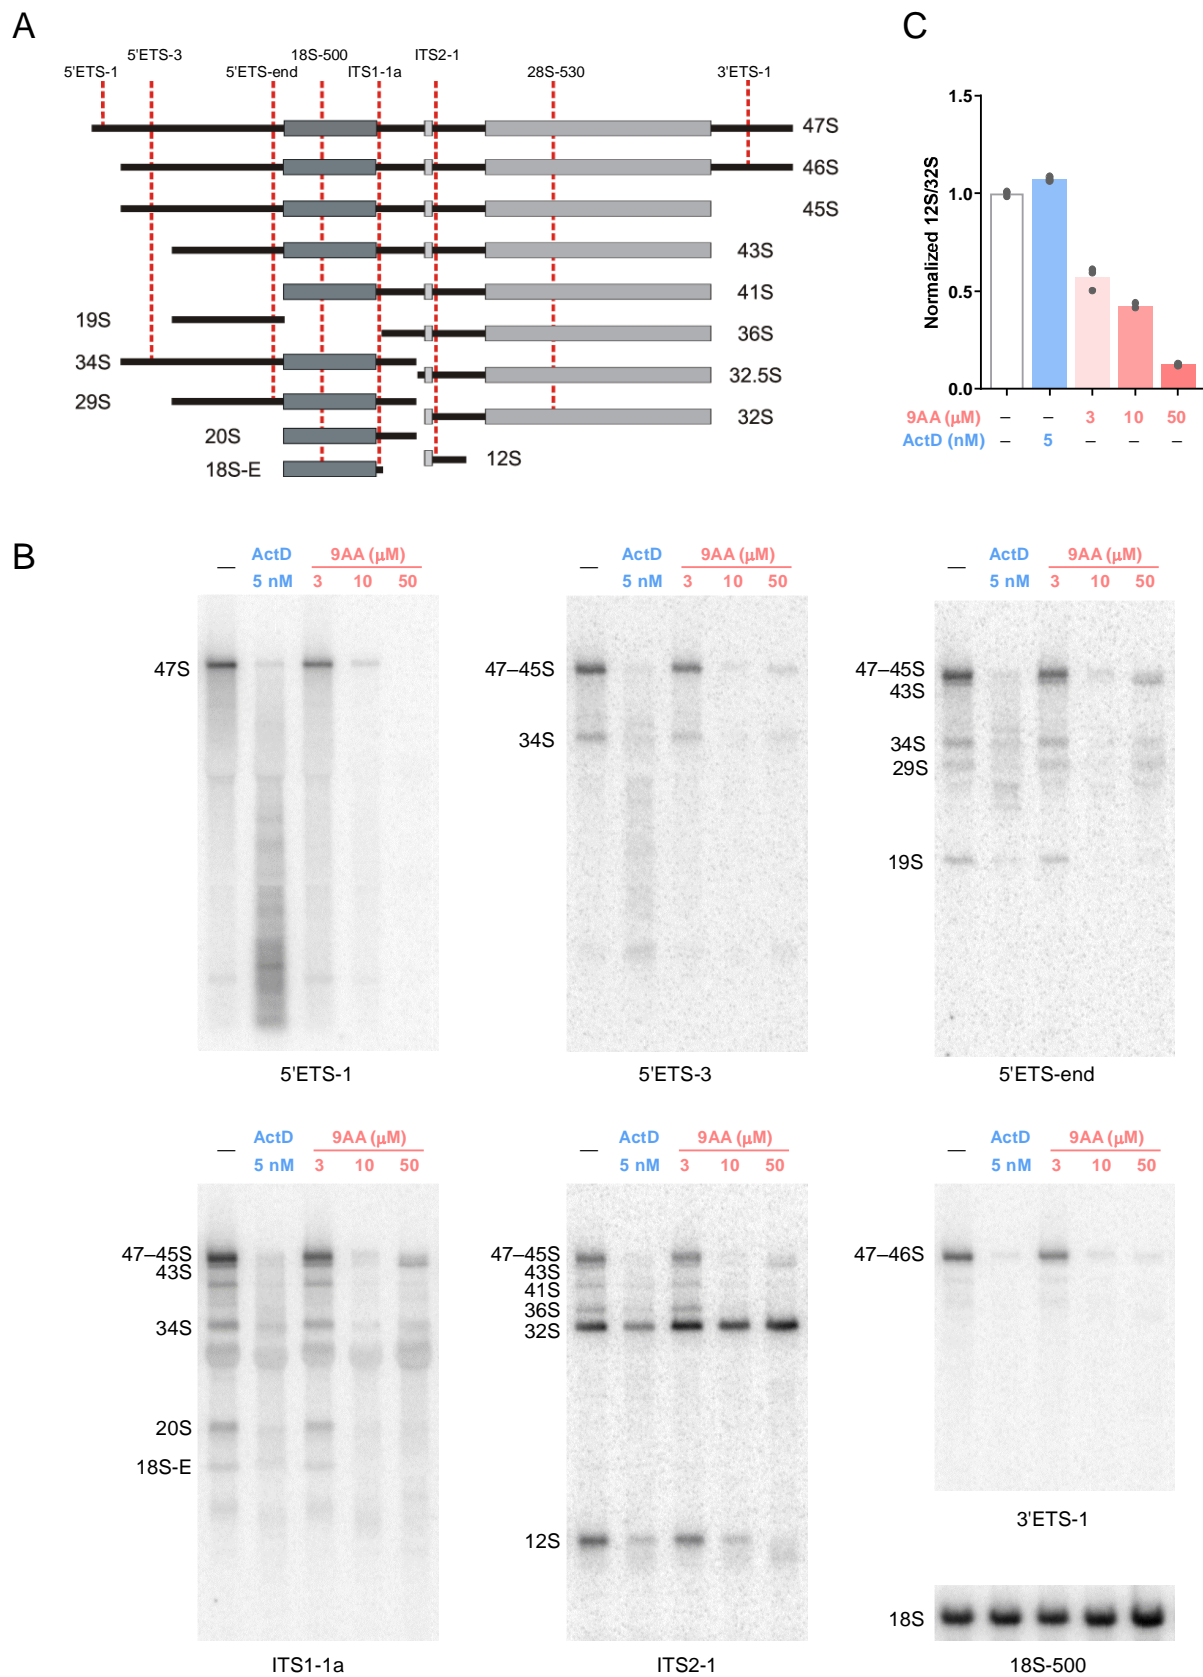 A
5'ETS-1
5'ETS-3
5'ETS-end
18S-500
ITS1-1a
ITS2-1
28S-530
3'ETS-1
47S
46S
45S
43S
41S
19S
36S
34S
32.5S
29S
32S
20S
12S
18S-E
C
Normalized 12S/32S
1.5
1.0
0.5
0.0
9AA (μM) – – 3 10 50
ActD (nM) – 5 – – –
B
— ActD 9AA (μM)
5 nM 3 10 50
47S
5'ETS-1
— ActD 9AA (μM)
5 nM 3 10 50
47–45S
34S
5'ETS-3
— ActD 9AA (μM)
5 nM 3 10 50
47–45S
43S
34S
29S
19S
5'ETS-end
— ActD 9AA (μM)
5 nM 3 10 50
47–45S
43S
34S
20S
18S-E
ITS1-1a
— ActD 9AA (μM)
5 nM 3 10 50
47–45S
43S
41S
36S
32S
12S
ITS2-1
— ActD 9AA (μM)
5 nM 3 10 50
47–46S
3'ETS-1
18S
18S-500